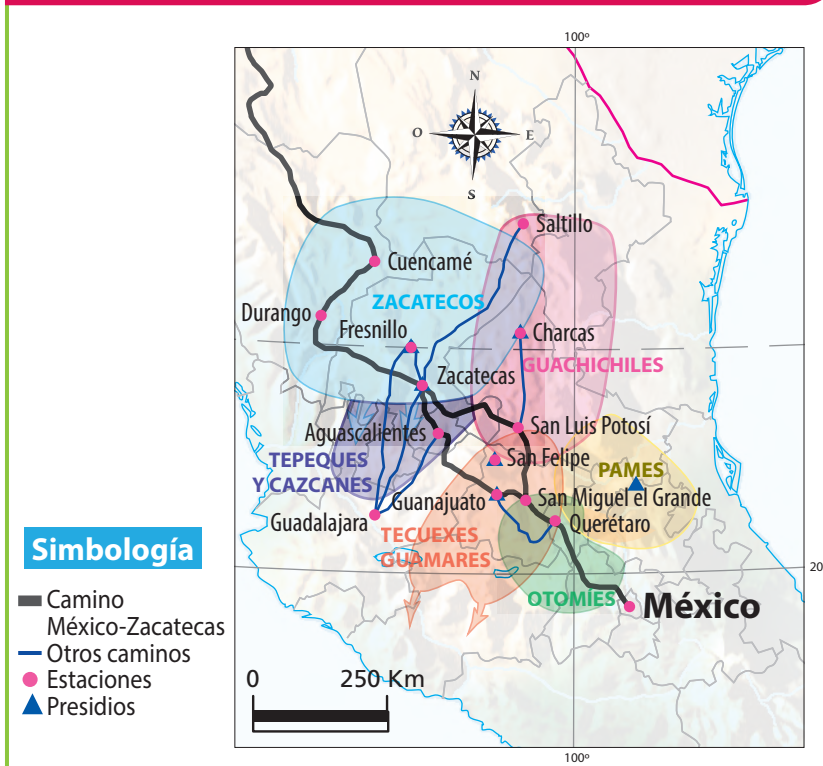 100º
N
O
E
S
Saltillo
Cuencamé
ZACATECOS
Durango
Fresnillo
Charcas
GUACHICHILES
Zacatecas
Aguascalientes
San Luis Potosí
TEPEQUES
Y CAZCANES
San Felipe
PAMES
Guanajuato
San Miguel el Grande
Guadalajara
Querétaro
TECUEXES
GUAMARES
20
OTOMÍES
México
Simbología
Camino
México-Zacatecas
Otros caminos
Estaciones
Presidios
0
250 Km
100º